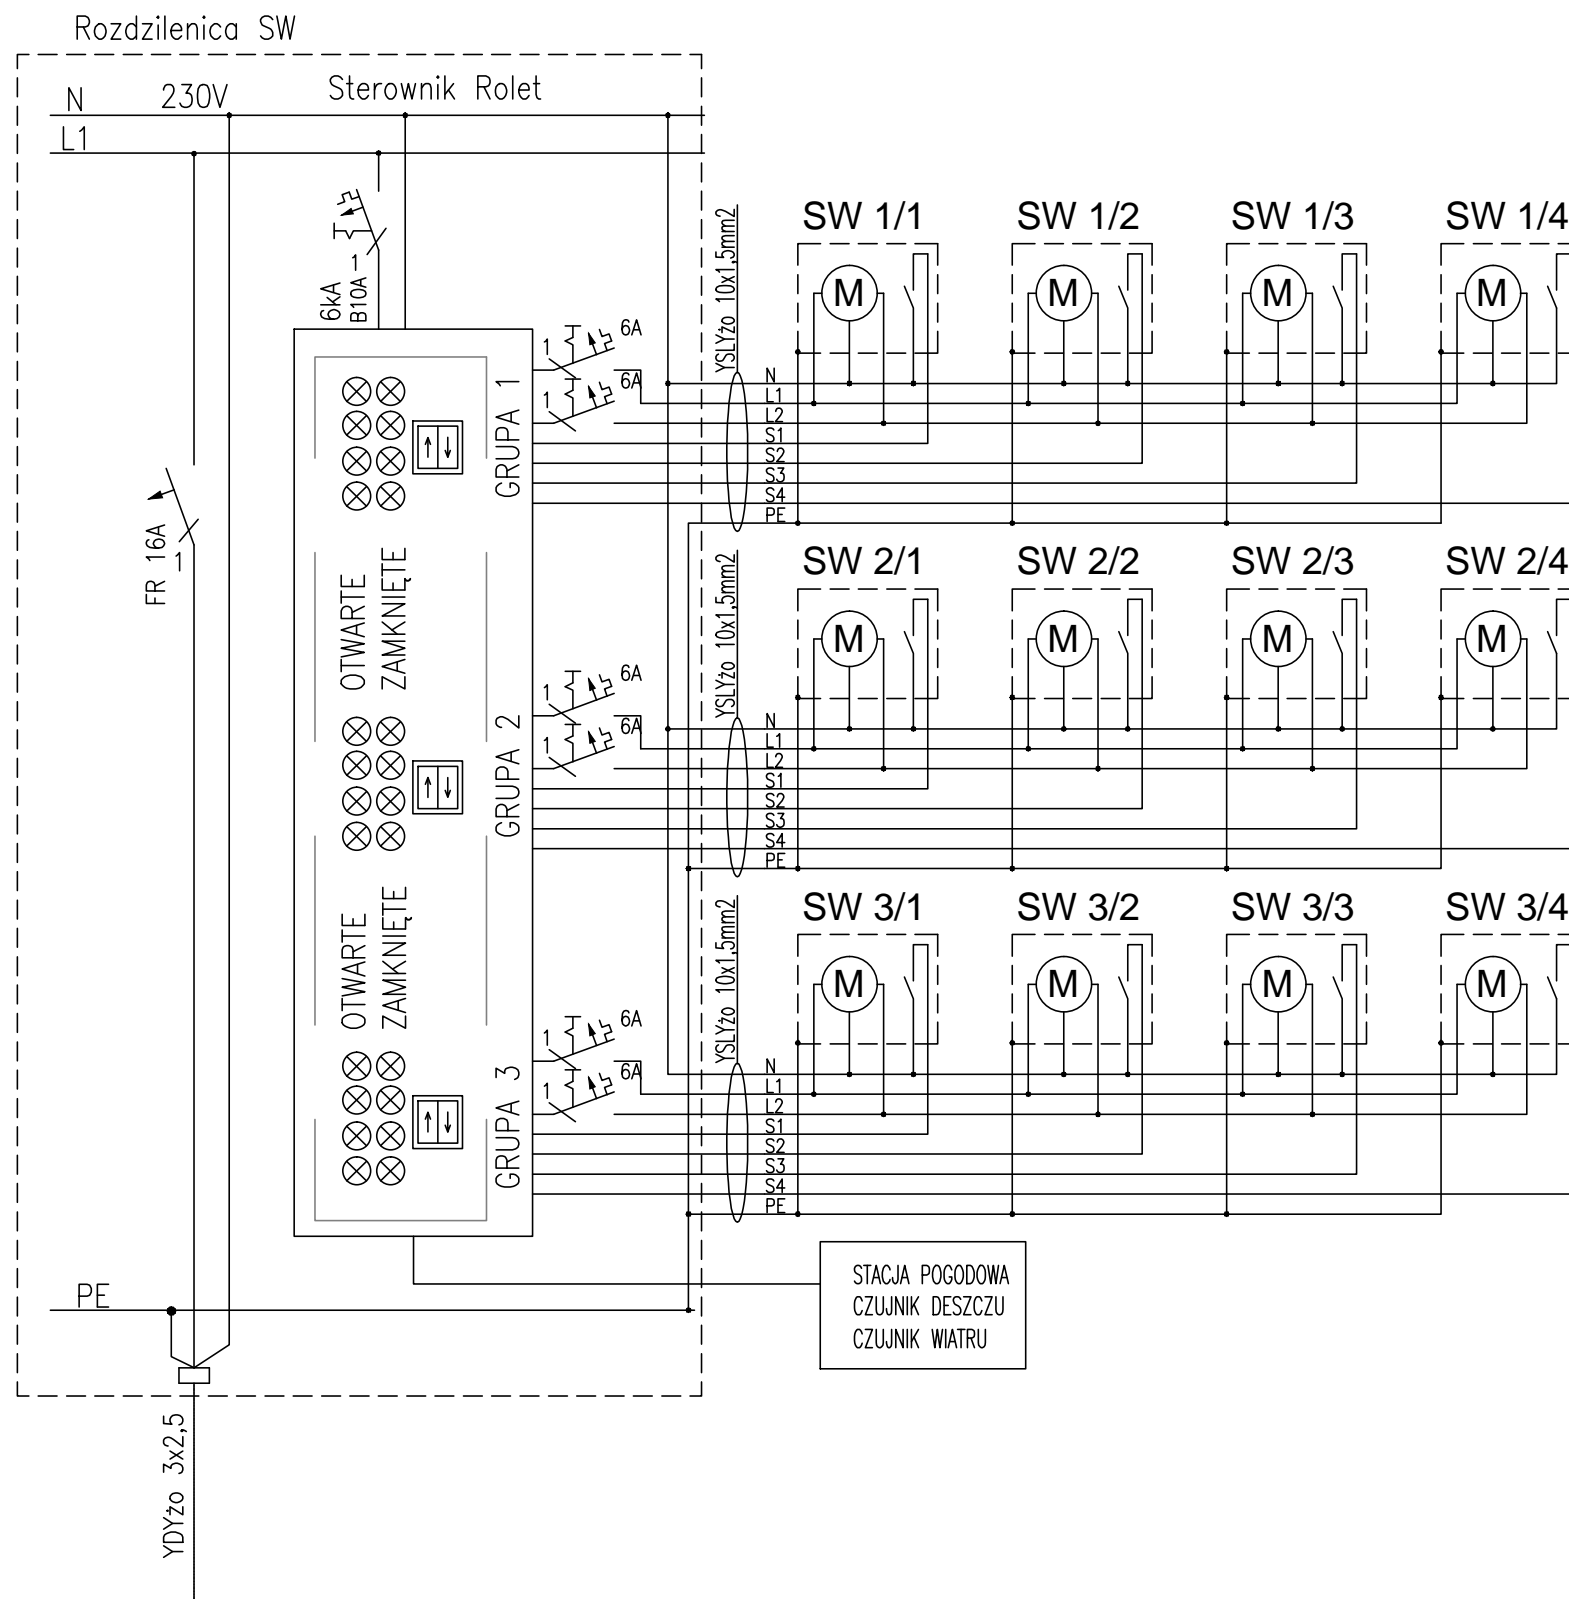 Rozdzilenica SW
N 230V Sterownik Rolet
L1
6kA
B10A
1
FR 16A
1
GRUPA 1
1 6A
1 6A
OTWARTE
ZAMKNIĘTE
GRUPA 2
1 6A
1 6A
OTWARTE
ZAMKNIĘTE
GRUPA 3
1 6A
1 6A
PE
YDYżo 3x2,5
YSLYżo 10x1,5mm2
SW 1/1 SW 1/2 SW 1/3 SW 1/4
M M M M
N
L1
L2
S1
S2
S3
S4
PE
YSLYżo 10x1,5mm2
SW 2/1 SW 2/2 SW 2/3 SW 2/4
M M M M
N
L1
L2
S1
S2
S3
S4
PE
YSLYżo 10x1,5mm2
SW 3/1 SW 3/2 SW 3/3 SW 3/4
M M M M
N
L1
L2
S1
S2
S3
S4
PE
STACJA POGODOWA
CZUJNIK DESZCZU
CZUJNIK WIATRU